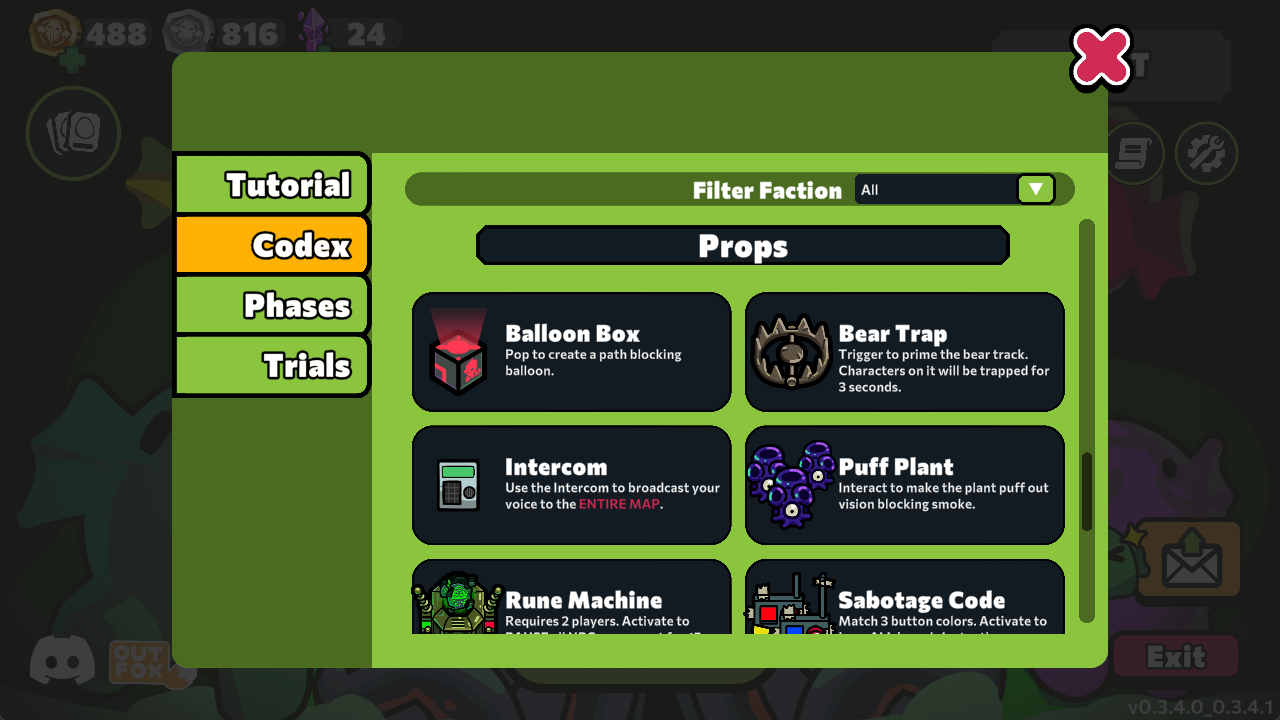 488 816 24
Tutorial
Codex
Phases
Trials
Filter Faction All
Props
Balloon Box
Pop to create a path blocking
balloon.
Bear Trap
Trigger to prime the bear track.
Characters on it will be trapped for
3 seconds.
Intercom
Use the Intercom to broadcast your
voice to the ENTIRE MAP.
Puff Plant
Interact to make the plant puff out
vision blocking smoke.
Rune Machine
Requires 2 players. Activate to
Sabotage Code
Match 3 button colors. Activate to
OUT
FOX
Exit
v0.3.4.0_0.3.4.1